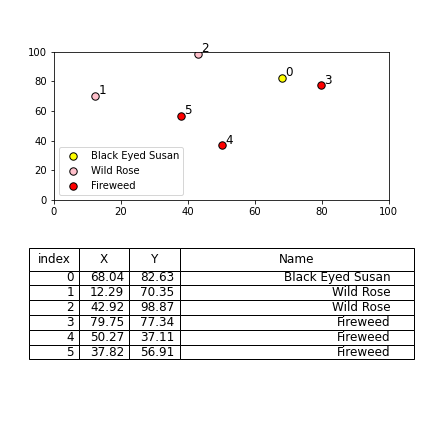 100
80
60
40
20
0
0 20 40 60 80 100
2
0
3
1
5
4
Black Eyed Susan
Wild Rose
Fireweed
index X Y Name
0 68.04 82.63 Black Eyed Susan
1 12.29 70.35 Wild Rose
2 42.92 98.87 Wild Rose
3 79.75 77.34 Fireweed
4 50.27 37.11 Fireweed
5 37.82 56.91 Fireweed